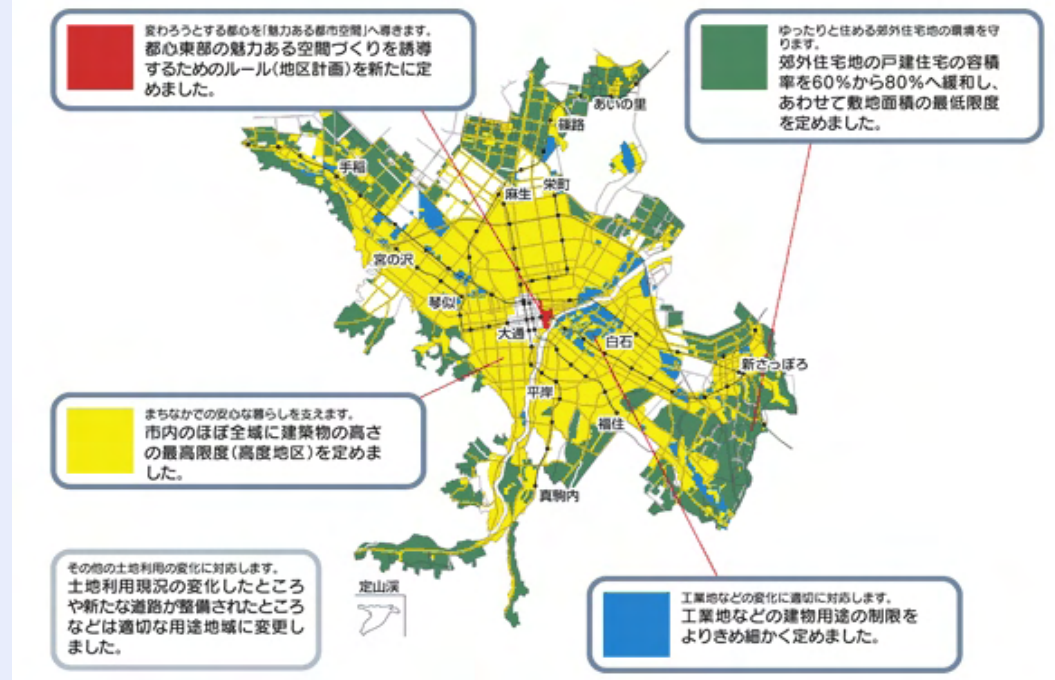 変わろうとする都心を「魅力ある都市空間」へ導きます。
都心東部の魅力ある空間づくりを誘導
するためのルール(地区計画)を新たに定
めました。
ゆったりと住める郊外住宅地の環境を守
ります。
郊外住宅地の戸建住宅の容積
率を60%から80%へ緩和し、
あわせて敷地面積の最低限度
を定めました。
あいの里
篠路
手稲
麻生
栄町
宮の沢
琴似
大通
白石
新さっぽろ
平岸
福住
真駒内
定山渓
まちなかでの安心な暮らしを支えます。
市内のほぼ全域に建築物の高さ
の最高限度(高度地区)を定めま
した。
その他の土地利用の変化に対応します。
土地利用現況の変化したところ
や新たな道路が整備されたところ
などは適切な用途地域に変更し
ました。
工業地などの変化に適切に対応します。
工業地などの建物用途の制限を
よりきめ細かく定めました。